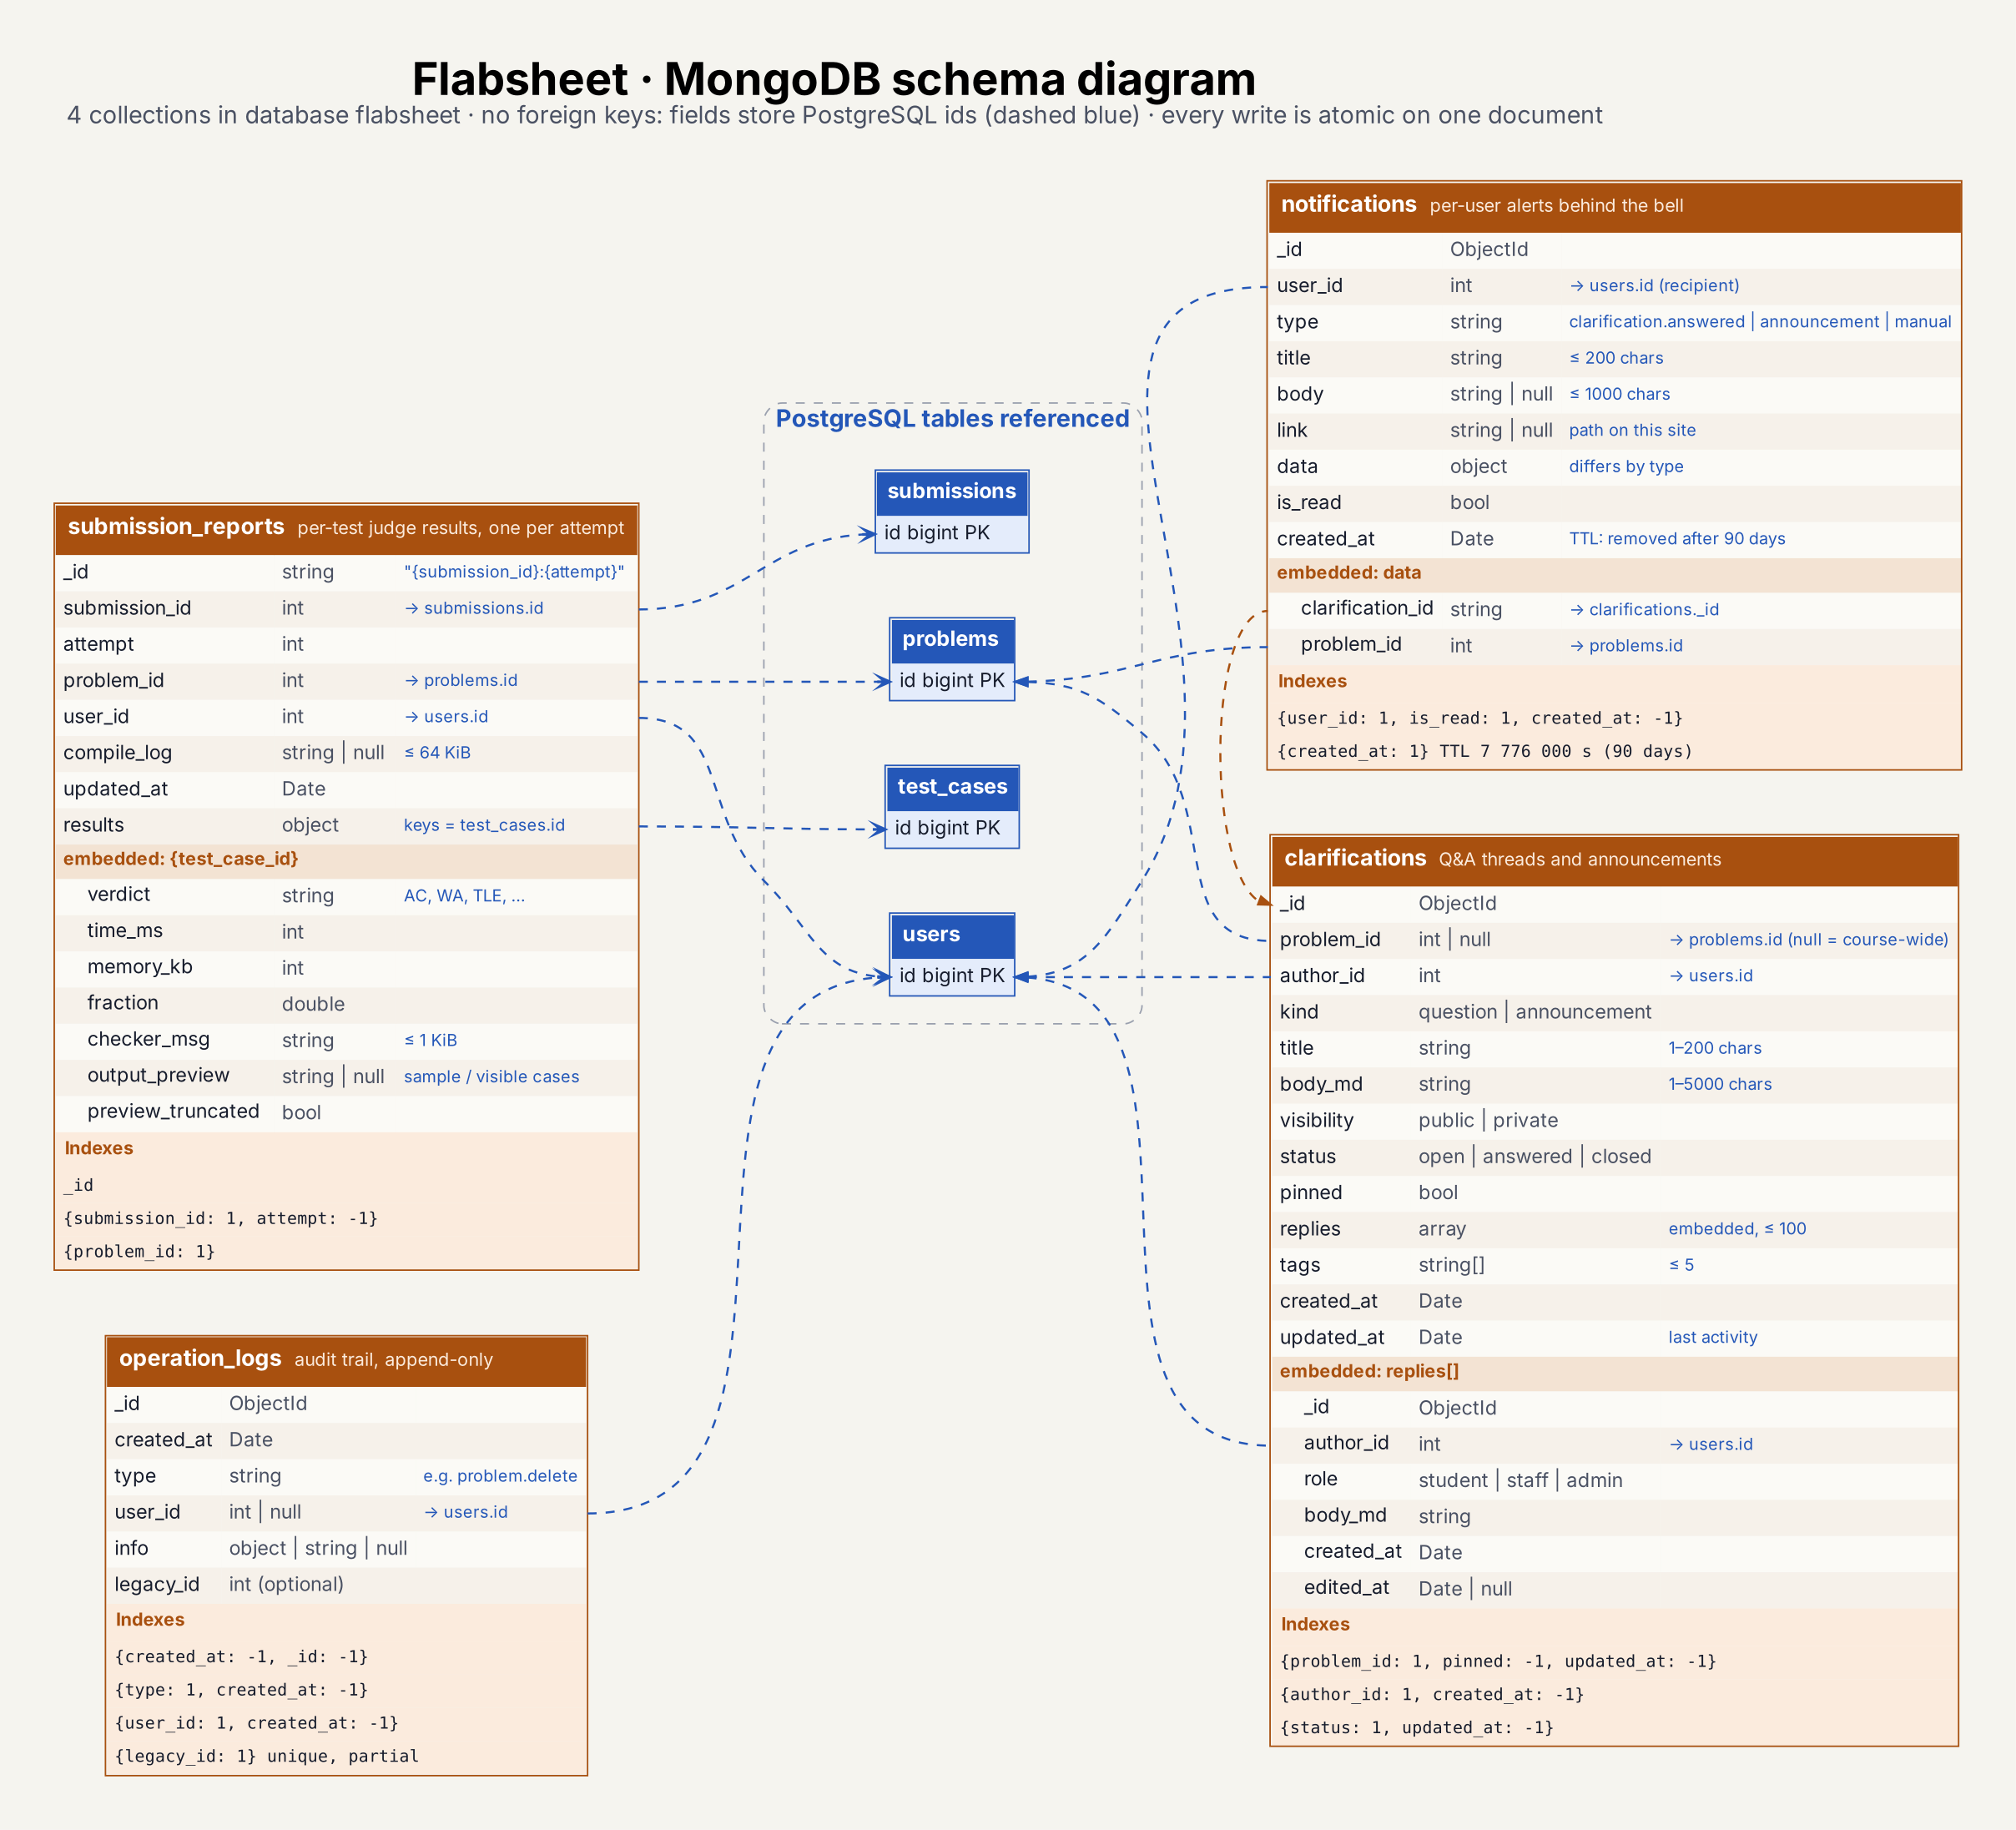 Flabsheet · MongoDB schema diagram
4 collections in database flabsheet · no foreign keys: fields store PostgreSQL ids (dashed blue) · every write is atomic on one document
submission_reports per-test judge results, one per attempt
_id string "{submission_id}:{attempt}"
submission_id int → submissions.id
attempt int
problem_id int → problems.id
user_id int → users.id
compile_log string | null ≤ 64 KiB
updated_at Date
results object keys = test_cases.id
embedded: {test_case_id}
verdict string AC, WA, TLE, ...
time_ms int
memory_kb int
fraction double
checker_msg string ≤ 1 KiB
output_preview string | null sample / visible cases
preview_truncated bool
Indexes
_id
{submission_id: 1, attempt: -1}
{problem_id: 1}
operation_logs audit trail, append-only
_id ObjectId
created_at Date
type string e.g. problem.delete
user_id int | null → users.id
info object | string | null
legacy_id int (optional)
Indexes
{created_at: -1, _id: -1}
{type: 1, created_at: -1}
{user_id: 1, created_at: -1}
{legacy_id: 1} unique, partial
PostgreSQL tables referenced
submissions
id bigint PK
problems
id bigint PK
test_cases
id bigint PK
users
id bigint PK
notifications per-user alerts behind the bell
_id ObjectId
user_id int → users.id (recipient)
type string clarification.answered | announcement | manual
title string ≤ 200 chars
body string | null ≤ 1000 chars
link string | null path on this site
data object differs by type
is_read bool
created_at Date TTL: removed after 90 days
embedded: data
clarification_id string → clarifications._id
problem_id int → problems.id
Indexes
{user_id: 1, is_read: 1, created_at: -1}
{created_at: 1} TTL 7 776 000 s (90 days)
clarifications Q&A threads and announcements
_id ObjectId
problem_id int | null → problems.id (null = course-wide)
author_id int → users.id
kind question | announcement
title string 1–200 chars
body_md string 1–5000 chars
visibility public | private
status open | answered | closed
pinned bool
replies array embedded, ≤ 100
tags string[] ≤ 5
created_at Date
updated_at Date last activity
embedded: replies[]
_id ObjectId
author_id int → users.id
role student | staff | admin
body_md string
created_at Date
edited_at Date | null
Indexes
{problem_id: 1, pinned: -1, updated_at: -1}
{author_id: 1, created_at: -1}
{status: 1, updated_at: -1}